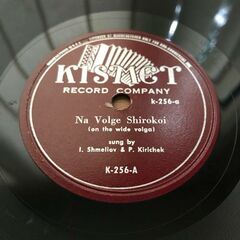 KISMET
RECORD COMPANY
k-256-a
Na Volge Shirokoi
(on the wide volga)
sung by
I. Shmeliov & P. Kirichek
K-256-A